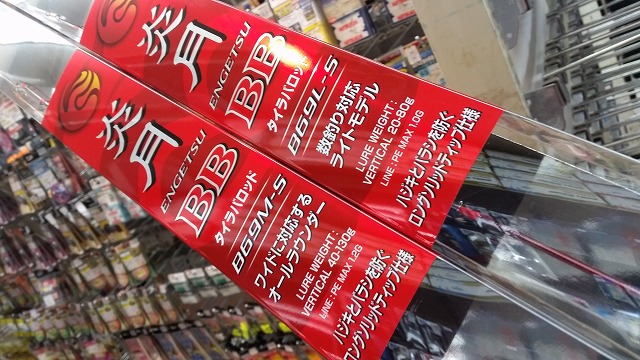 炎月
ENGETSU
BB
タイラバロッド
B69L-S
数釣り対応
ライトモデル
LURE WEIGHT:
VERTICAL 20-80g
LINE:PE MAX 1.0G
ハジキとバラシを防ぐ
ロングソリッドティップ仕様
炎月
ENGETSU
BB
タイラバロッド
B69M-S
ワイドに対応する
オールラウンダー
LURE WEIGHT:
VERTICAL 40-130g
LINE:PE MAX 1.2G
ハジキとバラシを防ぐ
ロングソリッドティップ仕様